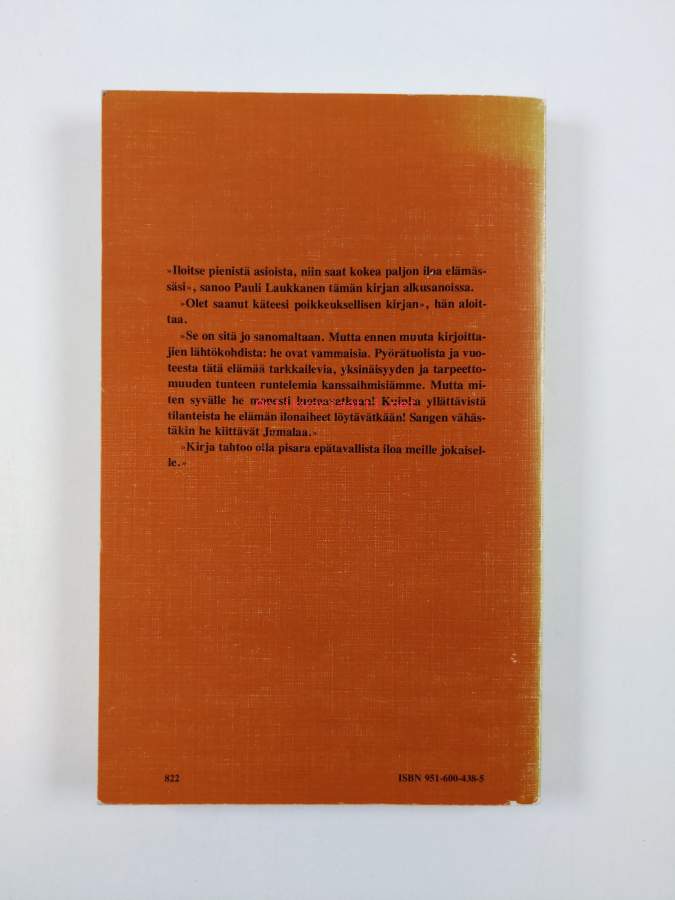 »Iloitse pienistä asioista, niin saat kokea paljon iloa elämäs-
säsi», sanoo Pauli Laukkanen tämän kirjan alkusanoissa.
»Olet saanut käteesi poikkeuksellisen kirjan», hän aloit-
taa.
»Se on sitä jo sanomaltaan. Mutta ennen muuta kirjoitta-
jien lähtökohdista: he ovat vammaisia. Pyörätuolista ja vuo-
teesta tätä elämää tarkkailevia, yksinäisyyden ja tarpeetto-
muuden tunteen runtelemia kanssaihmisiämme. Mutta mi-
ten syvälle he monesti luotaavatkaan! Kuinka yllättävistä
tilanteista he elämän ilonaiheet löytävätkään! Sangen vähäs-
täkin he kiittävät Jumalaa.»
»Kirja tahtoo olla pisara epätavallista iloa meille jokaisel-
le.»
822
ISBN 951-600-438-5